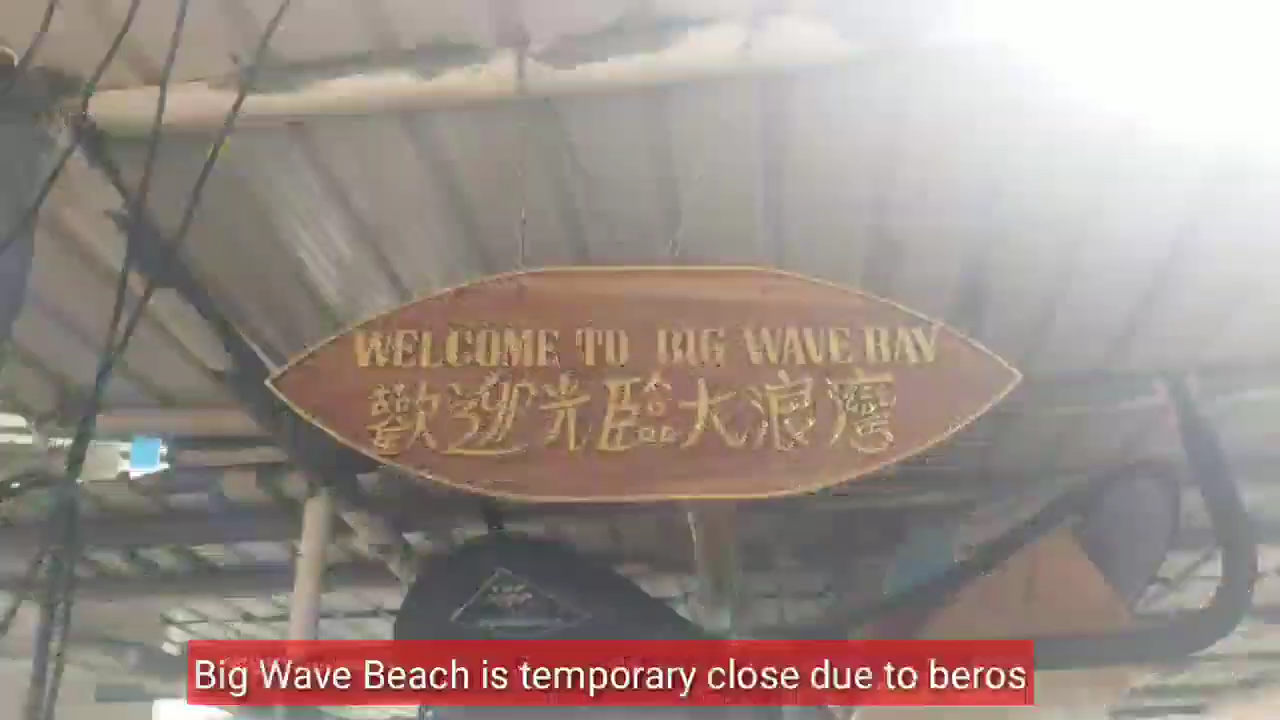 WELCOME TO BIG WAVE BAY
歡迎光臨大浪灣
Big Wave Beach is temporary close due to beros